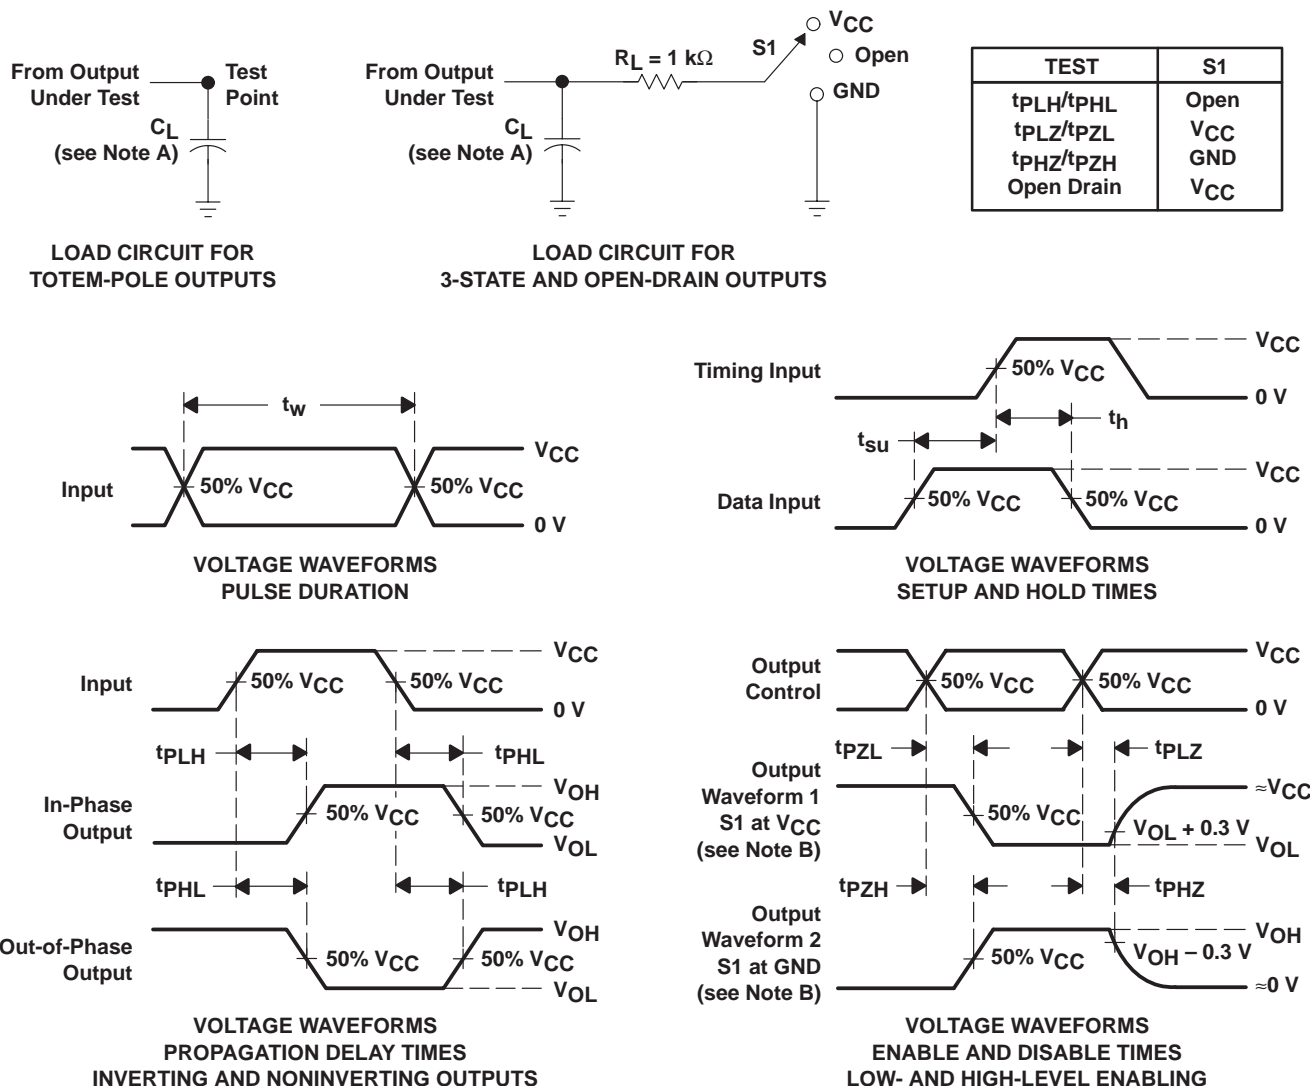 From Output
Under Test
Test
Point
CL
(see Note A)
LOAD CIRCUIT FOR
TOTEM-POLE OUTPUTS
From Output
Under Test
RL = 1 kΩ
S1
VCC
Open
GND
CL
(see Note A)
LOAD CIRCUIT FOR
3-STATE AND OPEN-DRAIN OUTPUTS
TEST S1
tPLH/tPHL Open
tPLZ/tPZL VCC
tPHZ/tPZH GND
Open Drain VCC
tw
Input
50% VCC
50% VCC
VCC
0 V
VOLTAGE WAVEFORMS
PULSE DURATION
Timing Input
50% VCC
VCC
0 V
th
tsu
Data Input
50% VCC
50% VCC
VCC
0 V
VOLTAGE WAVEFORMS
SETUP AND HOLD TIMES
Input
50% VCC
50% VCC
VCC
0 V
tPLH
tPHL
In-Phase
Output
50% VCC
50% VCC
VOH
VOL
tPHL
tPLH
Out-of-Phase
Output
50% VCC
50% VCC
VOH
VOL
VOLTAGE WAVEFORMS
PROPAGATION DELAY TIMES
INVERTING AND NONINVERTING OUTPUTS
Output
Control
50% VCC
50% VCC
VCC
0 V
tPZL
tPLZ
Output
Waveform 1
S1 at VCC
(see Note B)
50% VCC
≈VCC
VOL + 0.3 V
VOL
tPZH
tPHZ
Output
Waveform 2
S1 at GND
(see Note B)
50% VCC
VOH
VOH − 0.3 V
≈0 V
VOLTAGE WAVEFORMS
ENABLE AND DISABLE TIMES
LOW- AND HIGH-LEVEL ENABLING